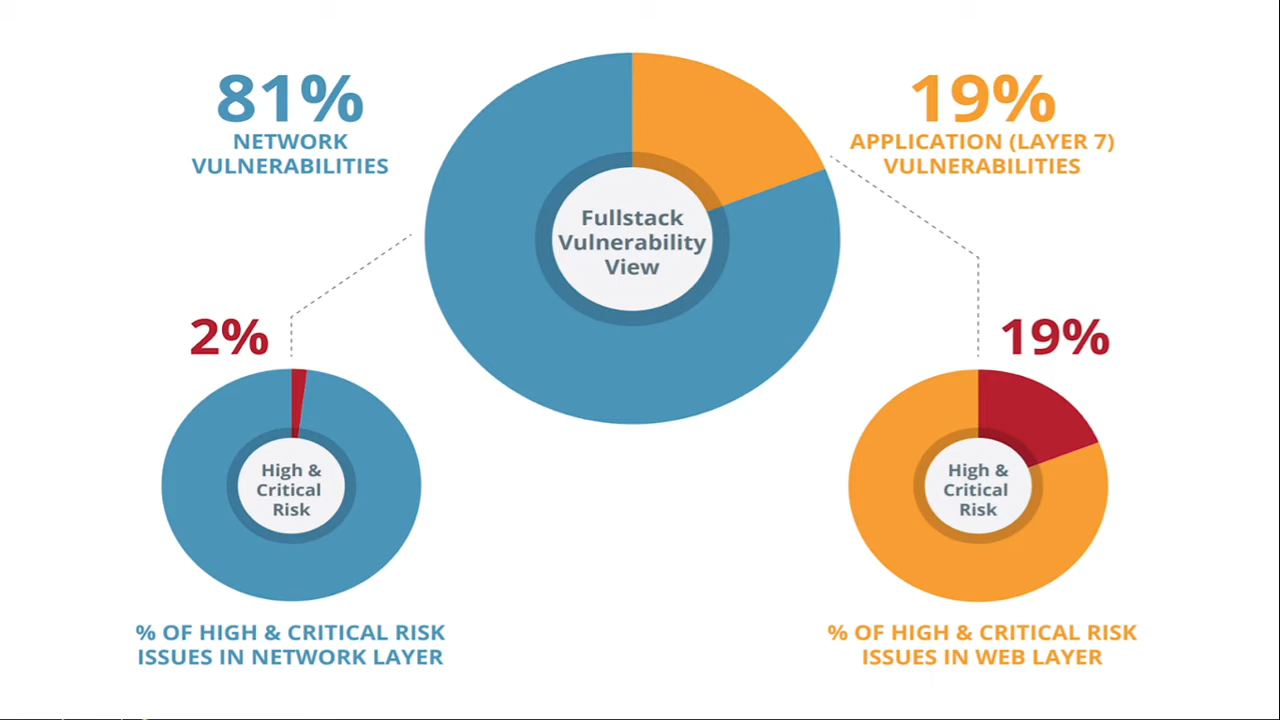 81%
NETWORK
VULNERABILITIES
19%
APPLICATION (LAYER 7)
VULNERABILITIES
Fullstack
Vulnerability
View
2%
High &
Critical
Risk
% OF HIGH & CRITICAL RISK
ISSUES IN NETWORK LAYER
19%
High &
Critical
Risk
% OF HIGH & CRITICAL RISK
ISSUES IN WEB LAYER